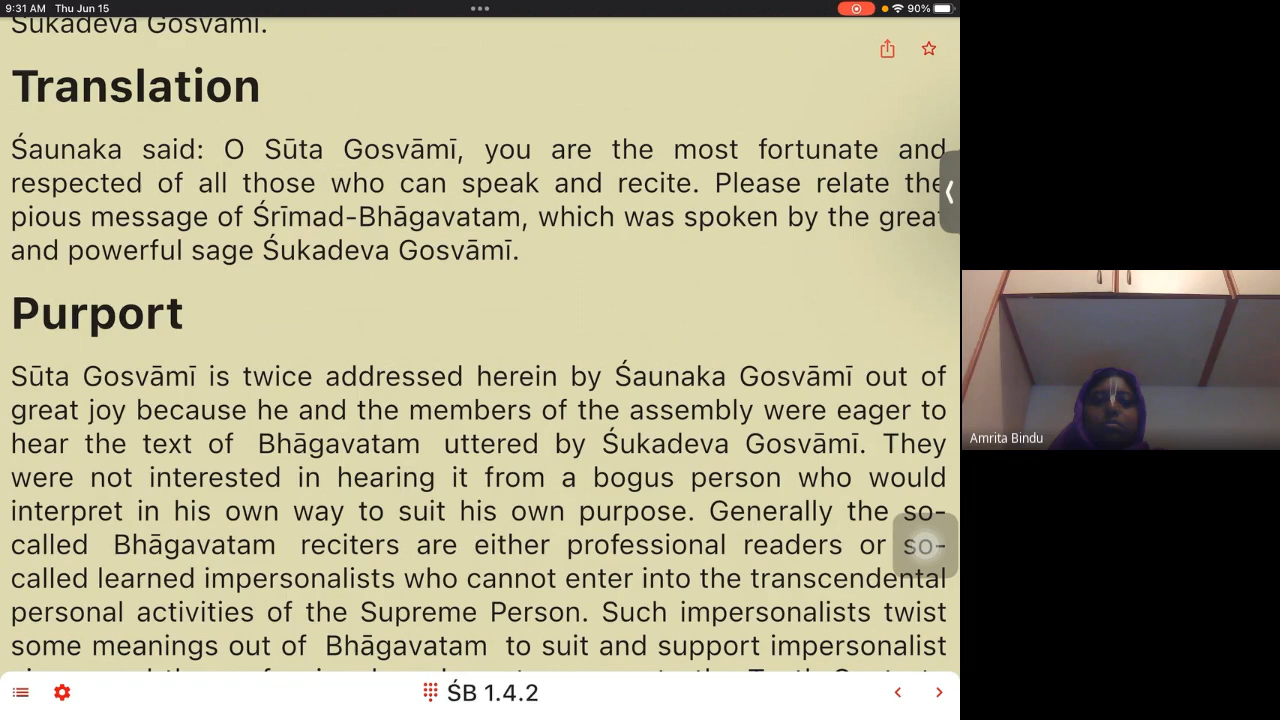 9:31 AM Thu Jun 15
90%
Śukadeva Gosvāmī.
Translation
Śaunaka said: O Sūta Gosvāmī, you are the most fortunate and
respected of all those who can speak and recite. Please relate the
pious message of Śrīmad-Bhāgavatam, which was spoken by the great
and powerful sage Śukadeva Gosvāmī.
Purport
Sūta Gosvāmī is twice addressed herein by Śaunaka Gosvāmī out of
great joy because he and the members of the assembly were eager to
hear the text of Bhāgavatam uttered by Śukadeva Gosvāmī. They
were not interested in hearing it from a bogus person who would
interpret in his own way to suit his own purpose. Generally the so-
called Bhāgavatam reciters are either professional readers or so-
called learned impersonalists who cannot enter into the transcendental
personal activities of the Supreme Person. Such impersonalists twist
some meanings out of Bhāgavatam to suit and support impersonalist
ŚB 1.4.2
Amrita Bindu